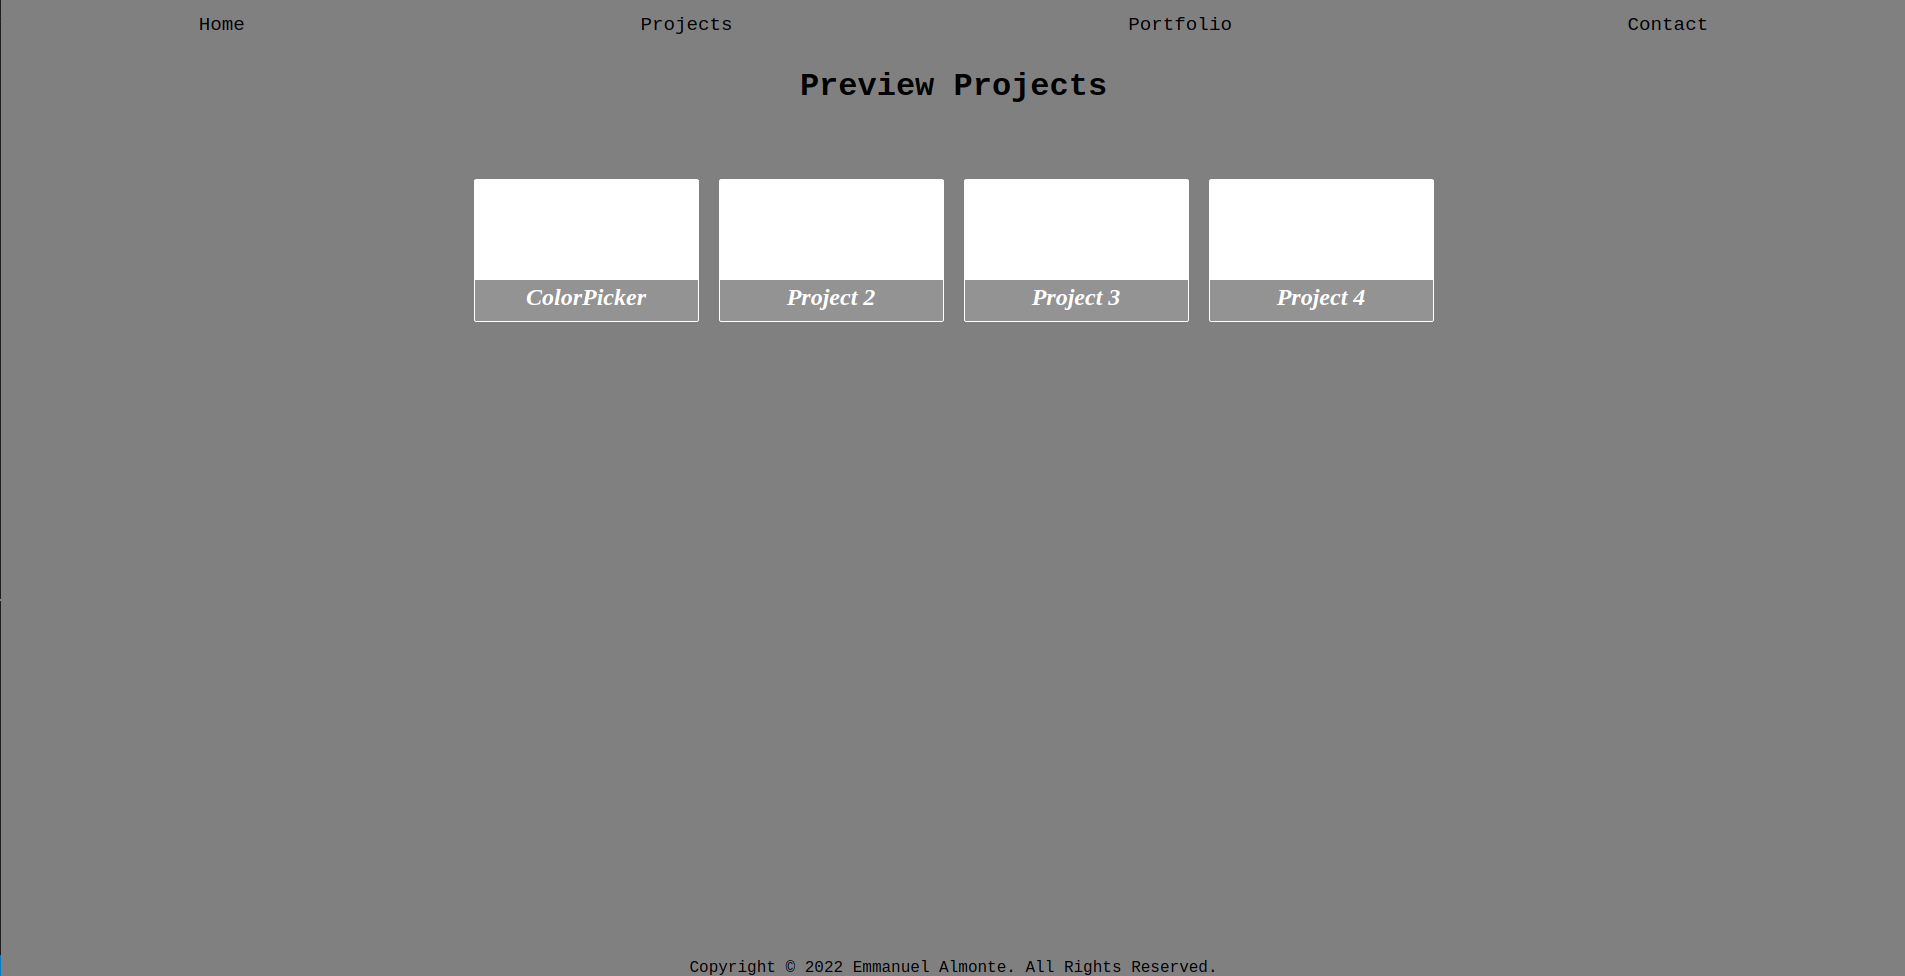 Home Projects Portfolio Contact
Preview Projects
ColorPicker Project 2 Project 3 Project 4
Copyright © 2022 Emmanuel Almonte. All Rights Reserved.